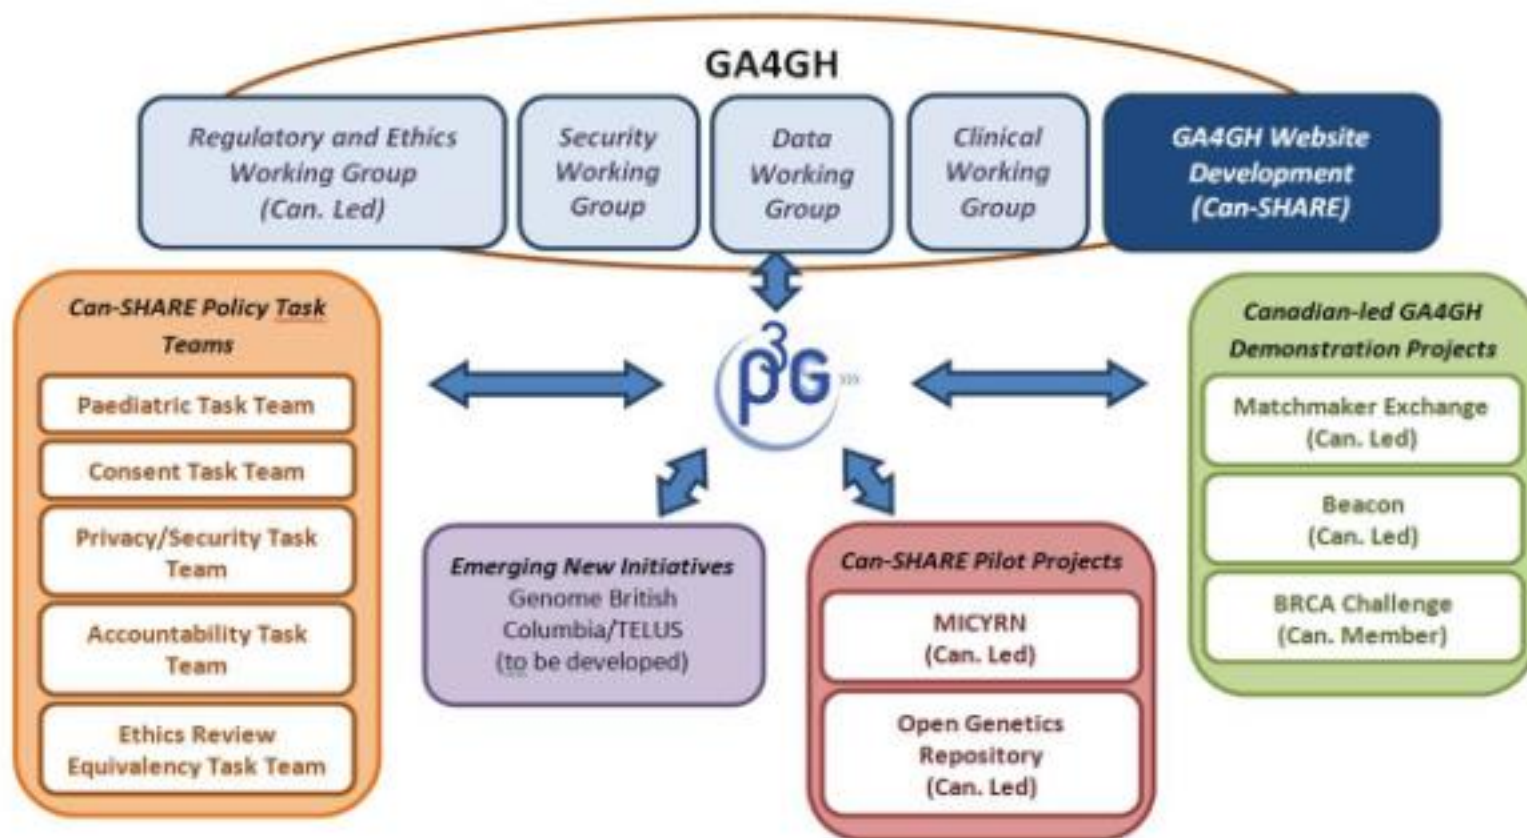 GA4GH
Regulatory and Ethics
Working Group
(Can. Led)
Security
Working
Group
Data
Working
Group
Clinical
Working
Group
GA4GH Website
Development
(Can-SHARE)
Can-SHARE Policy Task
Teams
Paediatric Task Team
Consent Task Team
Privacy/Security Task
Team
Accountability Task
Team
Ethics Review
Equivalency Task Team
p3G
Emerging New Initiatives
Genome British
Columbia/TELUS
(to be developed)
Can-SHARE Pilot Projects
MICYRN
(Can. Led)
Open Genetics
Repository
(Can. Led)
Canadian-led GA4GH
Demonstration Projects
Matchmaker Exchange
(Can. Led)
Beacon
(Can. Led)
BRCA Challenge
(Can. Member)